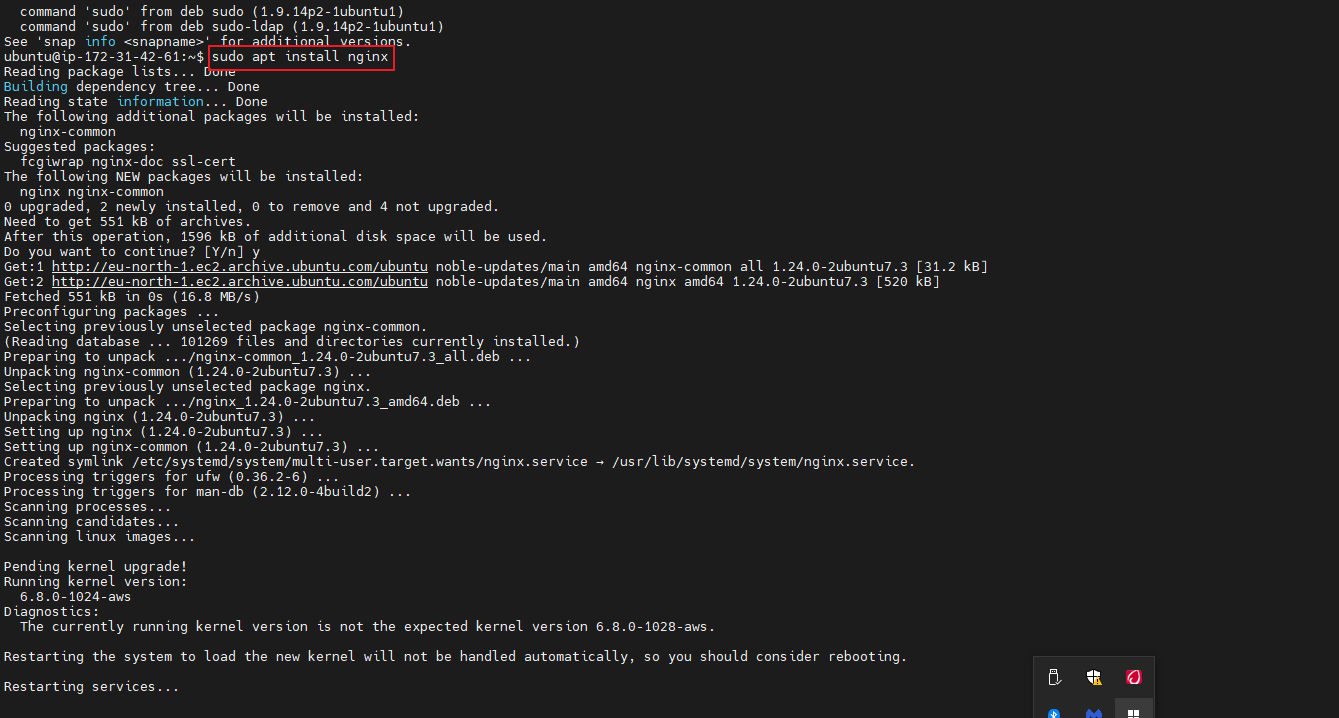 command 'sudo' from deb sudo (1.9.14p2-1ubuntu1)
command 'sudo' from deb sudo-ldap (1.9.14p2-1ubuntu1)
See 'snap info <snapname>' for additional versions.
ubuntu@ip-172-31-42-61:~$ sudo apt install nginx
Reading package lists... Done
Building dependency tree... Done
Reading state information... Done
The following additional packages will be installed:
nginx-common
Suggested packages:
fcgiwrap nginx-doc ssl-cert
The following NEW packages will be installed:
nginx nginx-common
0 upgraded, 2 newly installed, 0 to remove and 4 not upgraded.
Need to get 551 kB of archives.
After this operation, 1596 kB of additional disk space will be used.
Do you want to continue? [Y/n] y
Get:1 http://eu-north-1.ec2.archive.ubuntu.com/ubuntu noble-updates/main amd64 nginx-common all 1.24.0-2ubuntu7.3 [31.2 kB]
Get:2 http://eu-north-1.ec2.archive.ubuntu.com/ubuntu noble-updates/main amd64 nginx amd64 1.24.0-2ubuntu7.3 [520 kB]
Fetched 551 kB in 0s (16.8 MB/s)
Preconfiguring packages ...
Selecting previously unselected package nginx-common.
(Reading database ... 101269 files and directories currently installed.)
Preparing to unpack .../nginx-common_1.24.0-2ubuntu7.3_all.deb ...
Unpacking nginx-common (1.24.0-2ubuntu7.3) ...
Selecting previously unselected package nginx.
Preparing to unpack .../nginx_1.24.0-2ubuntu7.3_amd64.deb ...
Unpacking nginx (1.24.0-2ubuntu7.3) ...
Setting up nginx (1.24.0-2ubuntu7.3) ...
Setting up nginx-common (1.24.0-2ubuntu7.3) ...
Created symlink /etc/systemd/system/multi-user.target.wants/nginx.service → /usr/lib/systemd/system/nginx.service.
Processing triggers for ufw (0.36.2-6) ...
Processing triggers for man-db (2.12.0-4build2) ...
Scanning processes...
Scanning candidates...
Scanning linux images...
Pending kernel upgrade!
Running kernel version:
6.8.0-1024-aws
Diagnostics:
The currently running kernel version is not the expected kernel version 6.8.0-1028-aws.
Restarting the system to load the new kernel will not be handled automatically, so you should consider rebooting.
Restarting services...